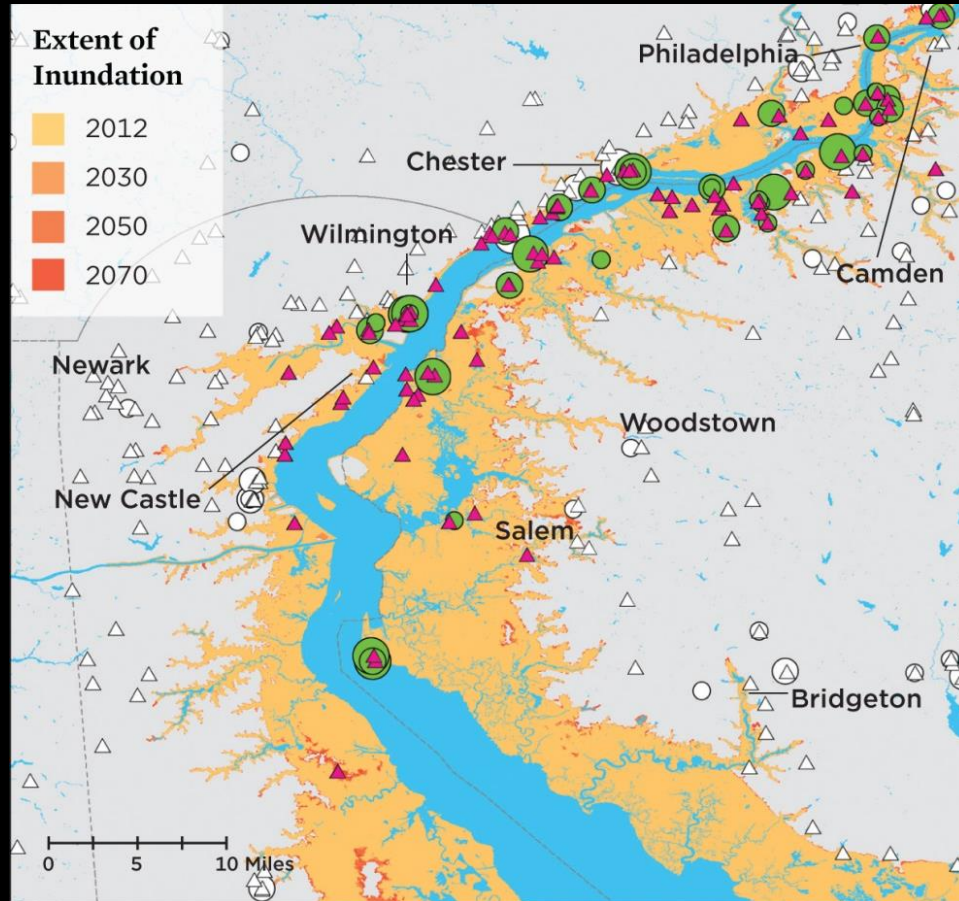 Extent of
Inundation
2012
2030
2050
2070
Philadelphia
Chester
Wilmington
Camden
Newark
Woodstown
New Castle
Salem
Bridgeton
0 5 10 Miles